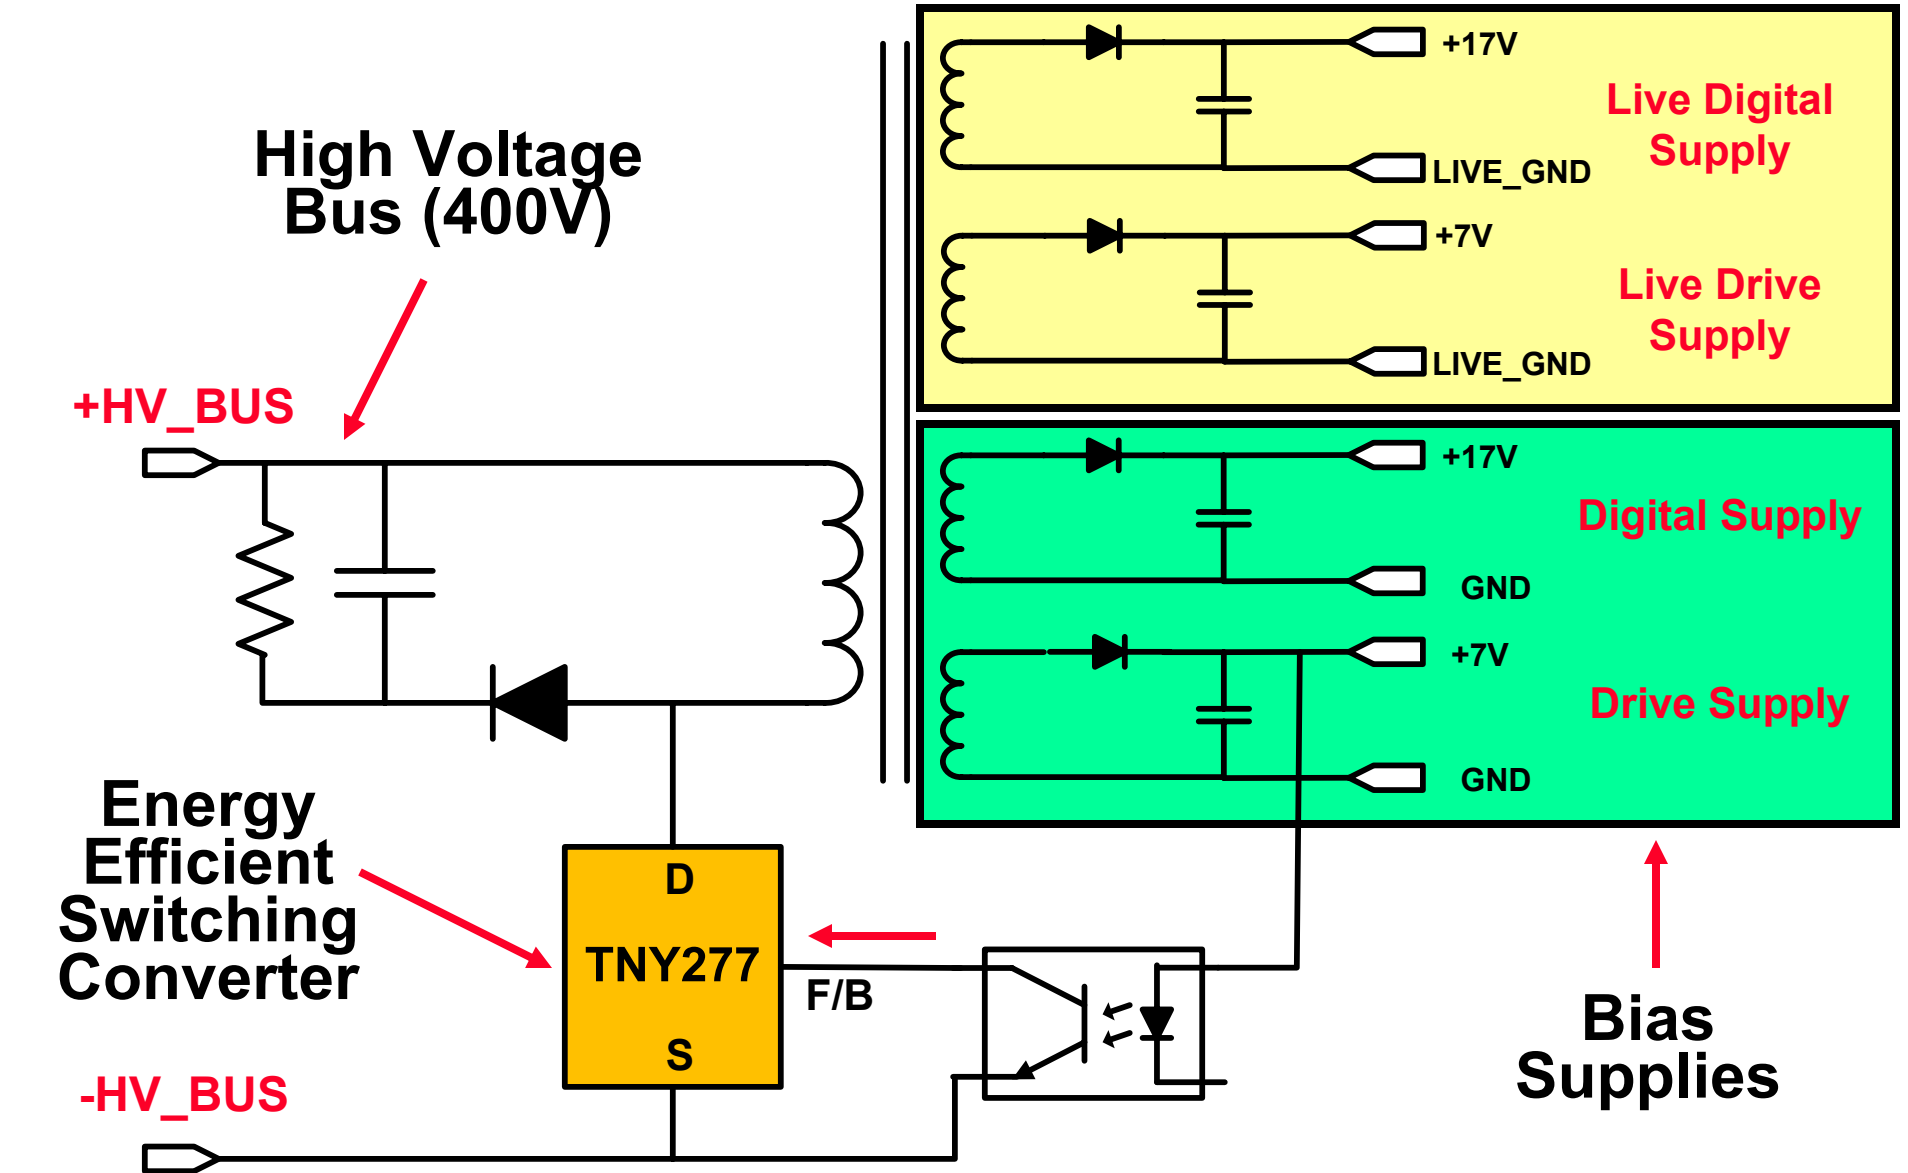 High Voltage
Bus (400V)
+HV_BUS
+17V
Live Digital
Supply
LIVE_GND
+7V
Live Drive
Supply
LIVE_GND
+17V
Digital Supply
GND
+7V
Drive Supply
GND
Energy
Efficient
Switching
Converter
D
TNY277
S
F/B
Bias
Supplies
-HV_BUS